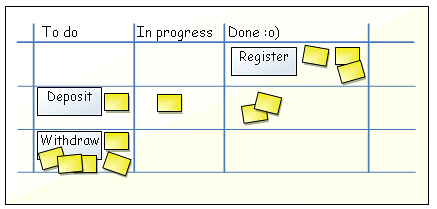 To do In progress Done :o)
Register
Deposit
Withdraw